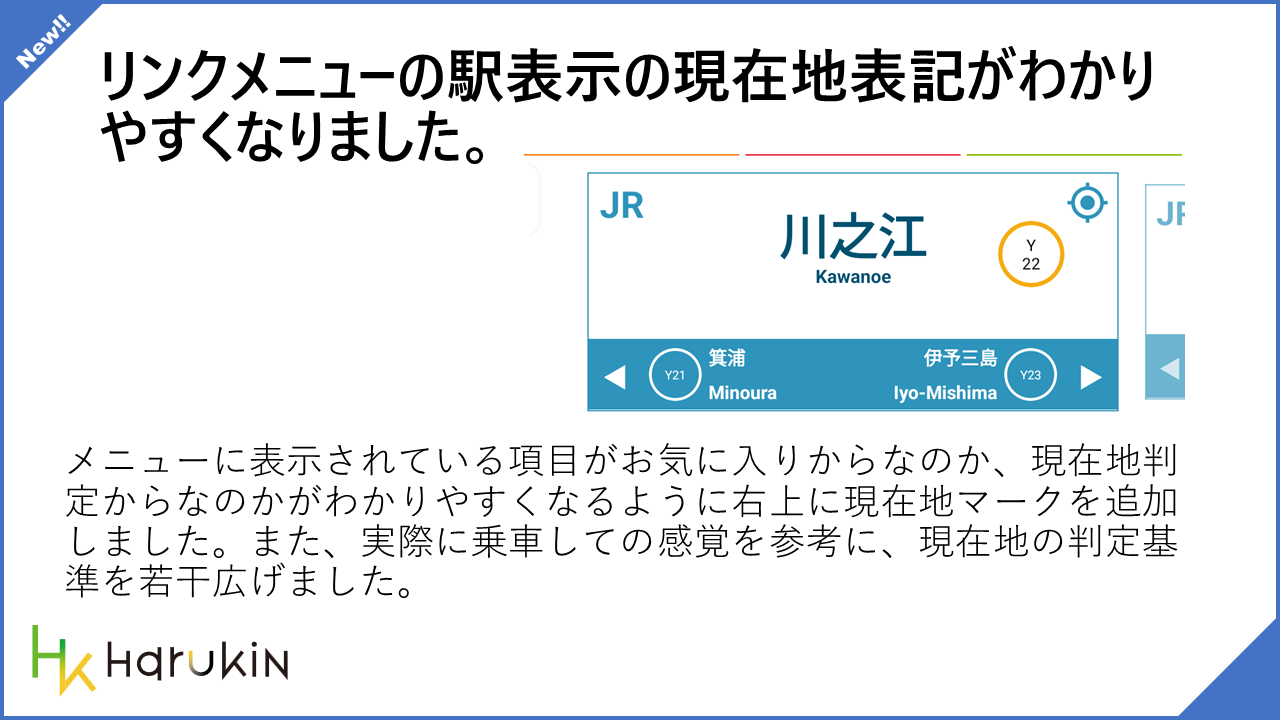 New!!
リンクメニューの駅表示の現在地表記がわかり
やすくなりました。
JR
川之江
Kawanoe
Y
22
Y21
箕浦
Minoura
伊予三島
Iyo-Mishima
Y23
JR
メニューに表示されている項目がお気に入りからなのか、現在地判
定からなのかがわかりやすくなるように右上に現在地マークを追加
しました。また、実際に乗車しての感覚を参考に、現在地の判定基
準を若干広げました。
HK HaruKiN